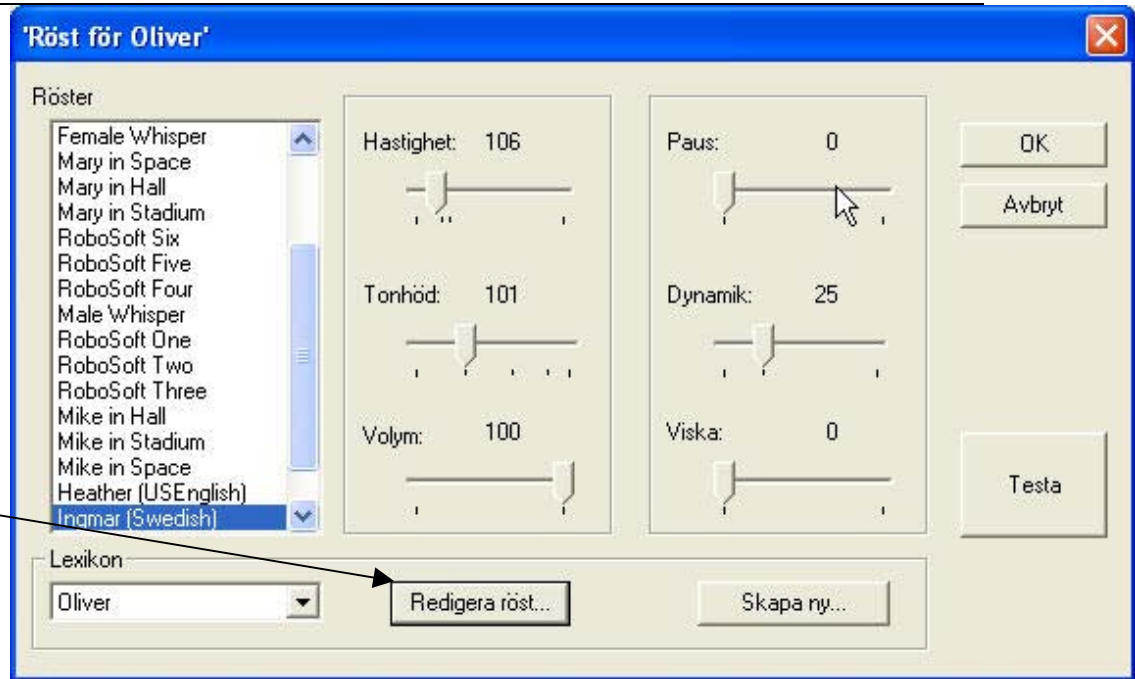 'Röst för Oliver'
Röster
Female Whisper
Mary in Space
Mary in Hall
Mary in Stadium
RoboSoft Six
RoboSoft Five
RoboSoft Four
Male Whisper
RoboSoft One
RoboSoft Two
RoboSoft Three
Mike in Hall
Mike in Stadium
Mike in Space
Heather (USEnglish)
Ingmar (Swedish)
Hastighet: 106
Tonhöd: 101
Volym: 100
Paus: 0
Dynamik: 25
Viska: 0
OK
Avbryt
Testa
Lexikon
Oliver
Redigera röst...
Skapa ny...